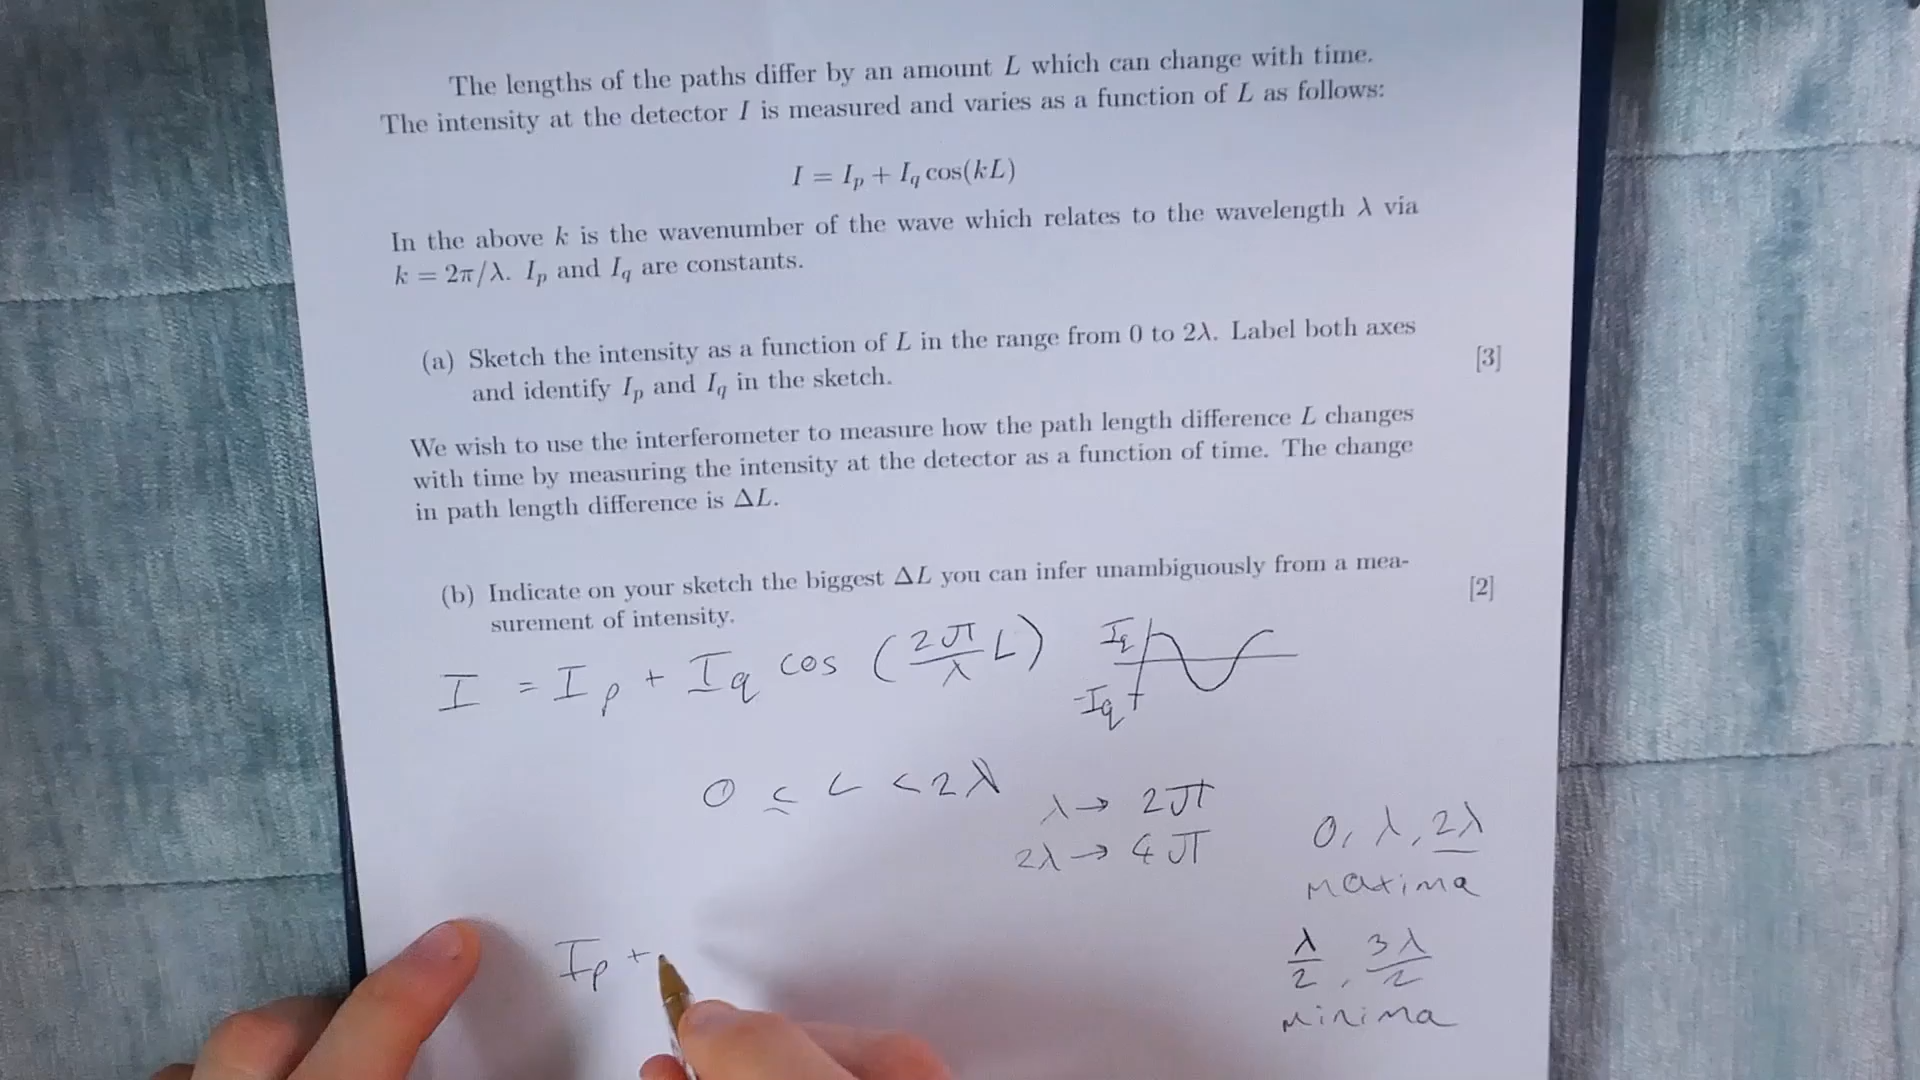 The lengths of the paths differ by an amount L which can change with time.
The intensity at the detector I is measured and varies as a function of L as follows:
I = I_p + I_q cos(kL)
In the above k is the wavenumber of the wave which relates to the wavelength λ via
k = 2π/λ. I_p and I_q are constants.
(a) Sketch the intensity as a function of L in the range from 0 to 2λ. Label both axes
and identify I_p and I_q in the sketch.
[3]
We wish to use the interferometer to measure how the path length difference L changes
with time by measuring the intensity at the detector as a function of time. The change
in path length difference is ΔL.
(b) Indicate on your sketch the biggest ΔL you can infer unambiguously from a mea-
surement of intensity.
[2]
I = I_p + I_q cos (2π/λ L)
I_q
-I_q
0 ≤ L < 2λ
λ → 2π
2λ → 4π
0, λ, 2λ
maxima
λ/2, 3λ/2
minima
I_p +